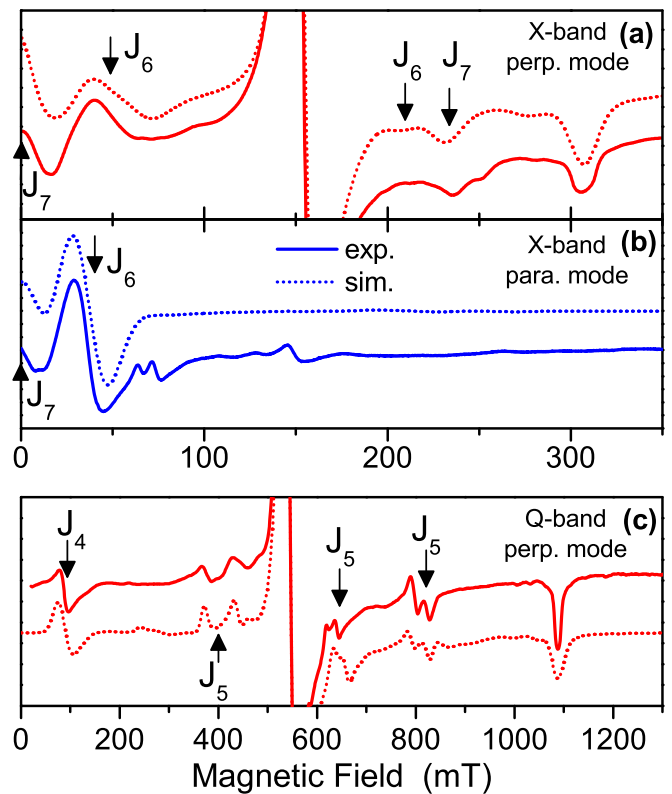 X-band (a)
perp. mode
J6
J6 J7
J7
X-band (b)
para. mode
exp.
sim.
J6
J7
0 100 200 300
Q-band (c)
perp. mode
J4
J5 J5
J5
0 200 400 600 800 1000 1200
Magnetic Field (mT)